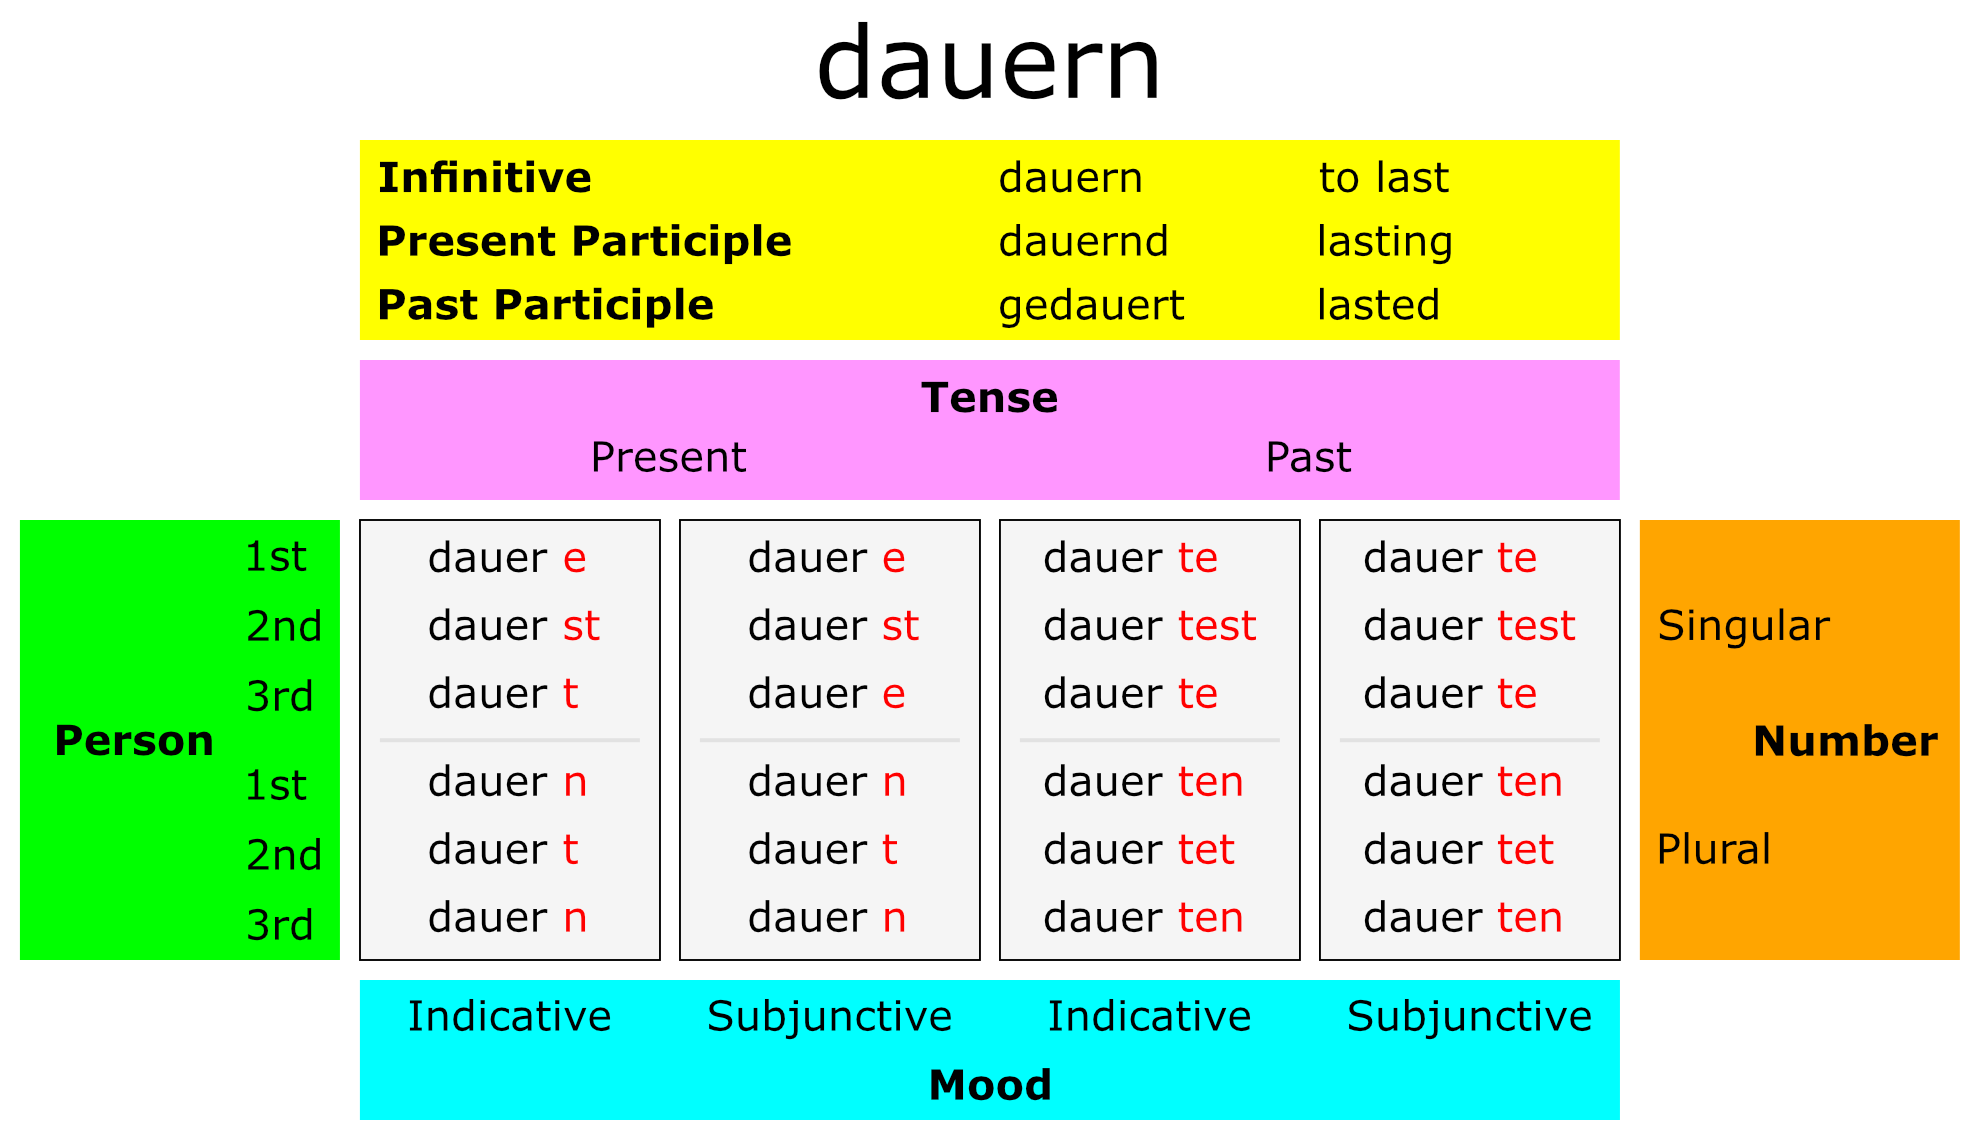 dauern
Infinitive dauern to last
Present Participle dauernd lasting
Past Participle gedauert lasted
Tense
Present Past
1st dauer e dauer e dauer te dauer te
2nd dauer st dauer st dauer test dauer test Singular
3rd dauer t dauer e dauer te dauer te
Person Number
1st dauer n dauer n dauer ten dauer ten
2nd dauer t dauer t dauer tet dauer tet Plural
3rd dauer n dauer n dauer ten dauer ten
Indicative Subjunctive Indicative Subjunctive
Mood